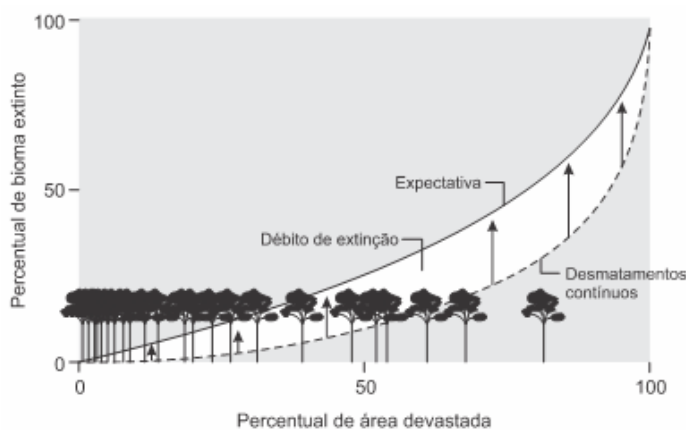 100
50
0
Percentual de bioma extinto
Expectativa
Débito de extinção
Desmatamentos
contínuos
0
50
100
Percentual de área devastada